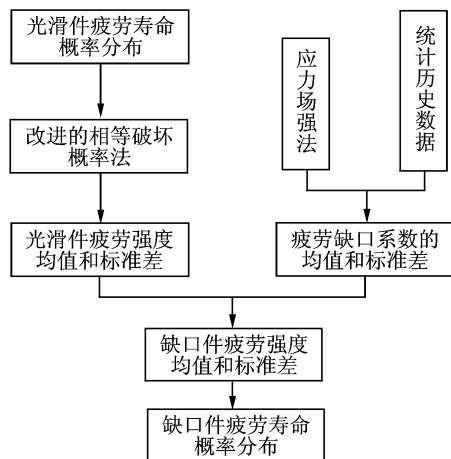 光滑件疲劳寿命
概率分布
改进的相等破坏
概率法
光滑件疲劳强度
均值和标准差
应力场强法
统计历史数据
疲劳缺口系数的
均值和标准差
缺口件疲劳强度
均值和标准差
缺口件疲劳寿命
概率分布